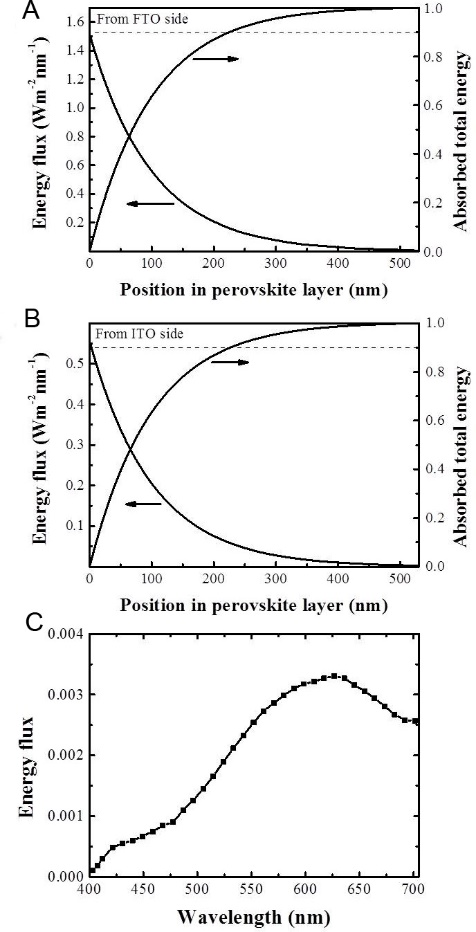 A
From FTO side
1.6
1.4
1.2
1.0
0.8
0.6
0.4
0.2
Energy flux (Wm⁻²nm⁻¹)
1.0
0.8
0.6
0.4
0.2
0.0
Absorbed total energy
0 100 200 300 400 500
Position in perovskite layer (nm)
B
From ITO side
0.5
0.4
0.3
0.2
0.1
Energy flux (Wm⁻²nm⁻¹)
1.0
0.8
0.6
0.4
0.2
0.0
Absorbed total energy
0 100 200 300 400 500
Position in perovskite layer (nm)
C
0.004
0.003
0.002
0.001
0.000
Energy flux
400 450 500 550 600 650 700
Wavelength (nm)